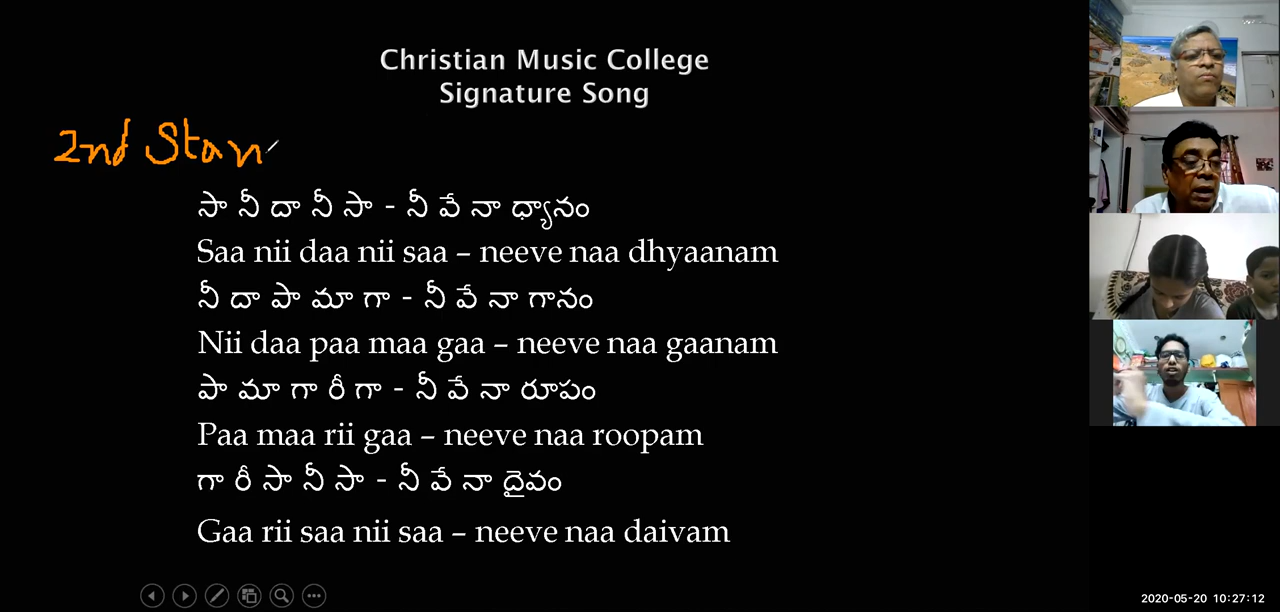 Christian Music College
Signature Song
2nd Stan
సా నీ దా నీ సా - నీ వే నా ధ్యానం
Saa nii daa nii saa – neeve naa dhyaanam
నీ దా పా మా గా - నీ వే నా గానం
Nii daa paa maa gaa – neeve naa gaanam
పా మా గా రీ గా - నీ వే నా రూపం
Paa maa rii gaa – neeve naa roopam
గా రీ సా నీ సా - నీ వే నా దైవం
Gaa rii saa nii saa – neeve naa daivam
2020-05-20 10:27:12